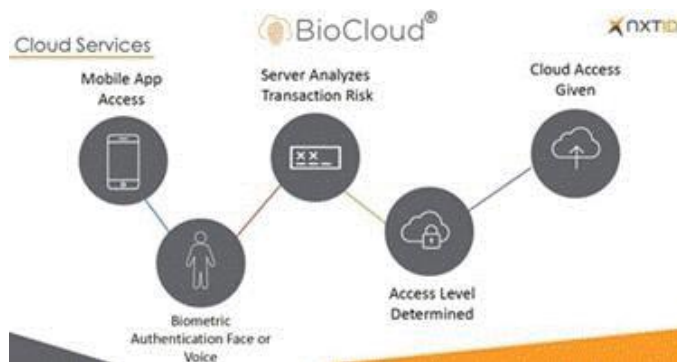 Cloud Services
BioCloud®
NXTID
Mobile App
Access
Server Analyzes
Transaction Risk
Cloud Access
Given
Biometric
Authentication Face or
Voice
Access Level
Determined